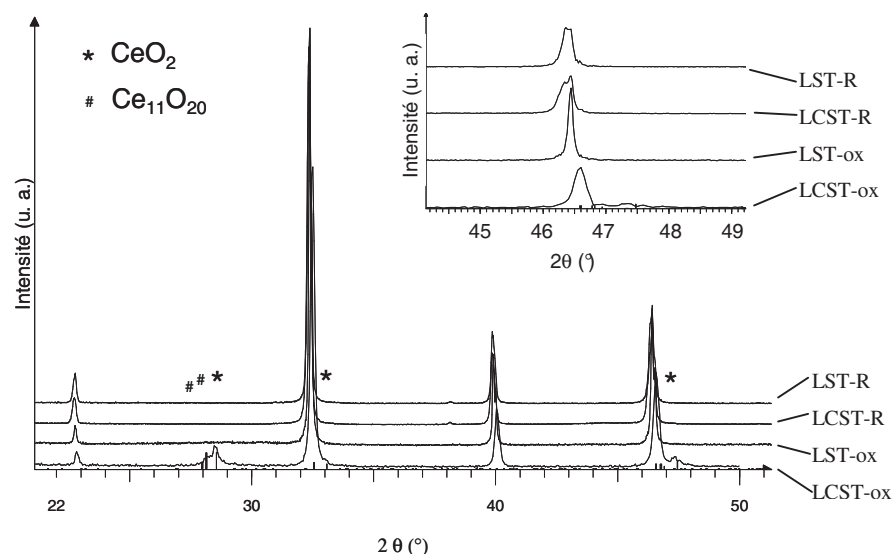 * CeO2
# Ce11O20
Intensité (u. a.)
LST-R
LCST-R
LST-ox
LCST-ox
45 46 47 48 49
2θ (°)
Intensité (u. a.)
## *
*
*
LST-R
LCST-R
LST-ox
LCST-ox
22 30 40 50
2 θ (°)